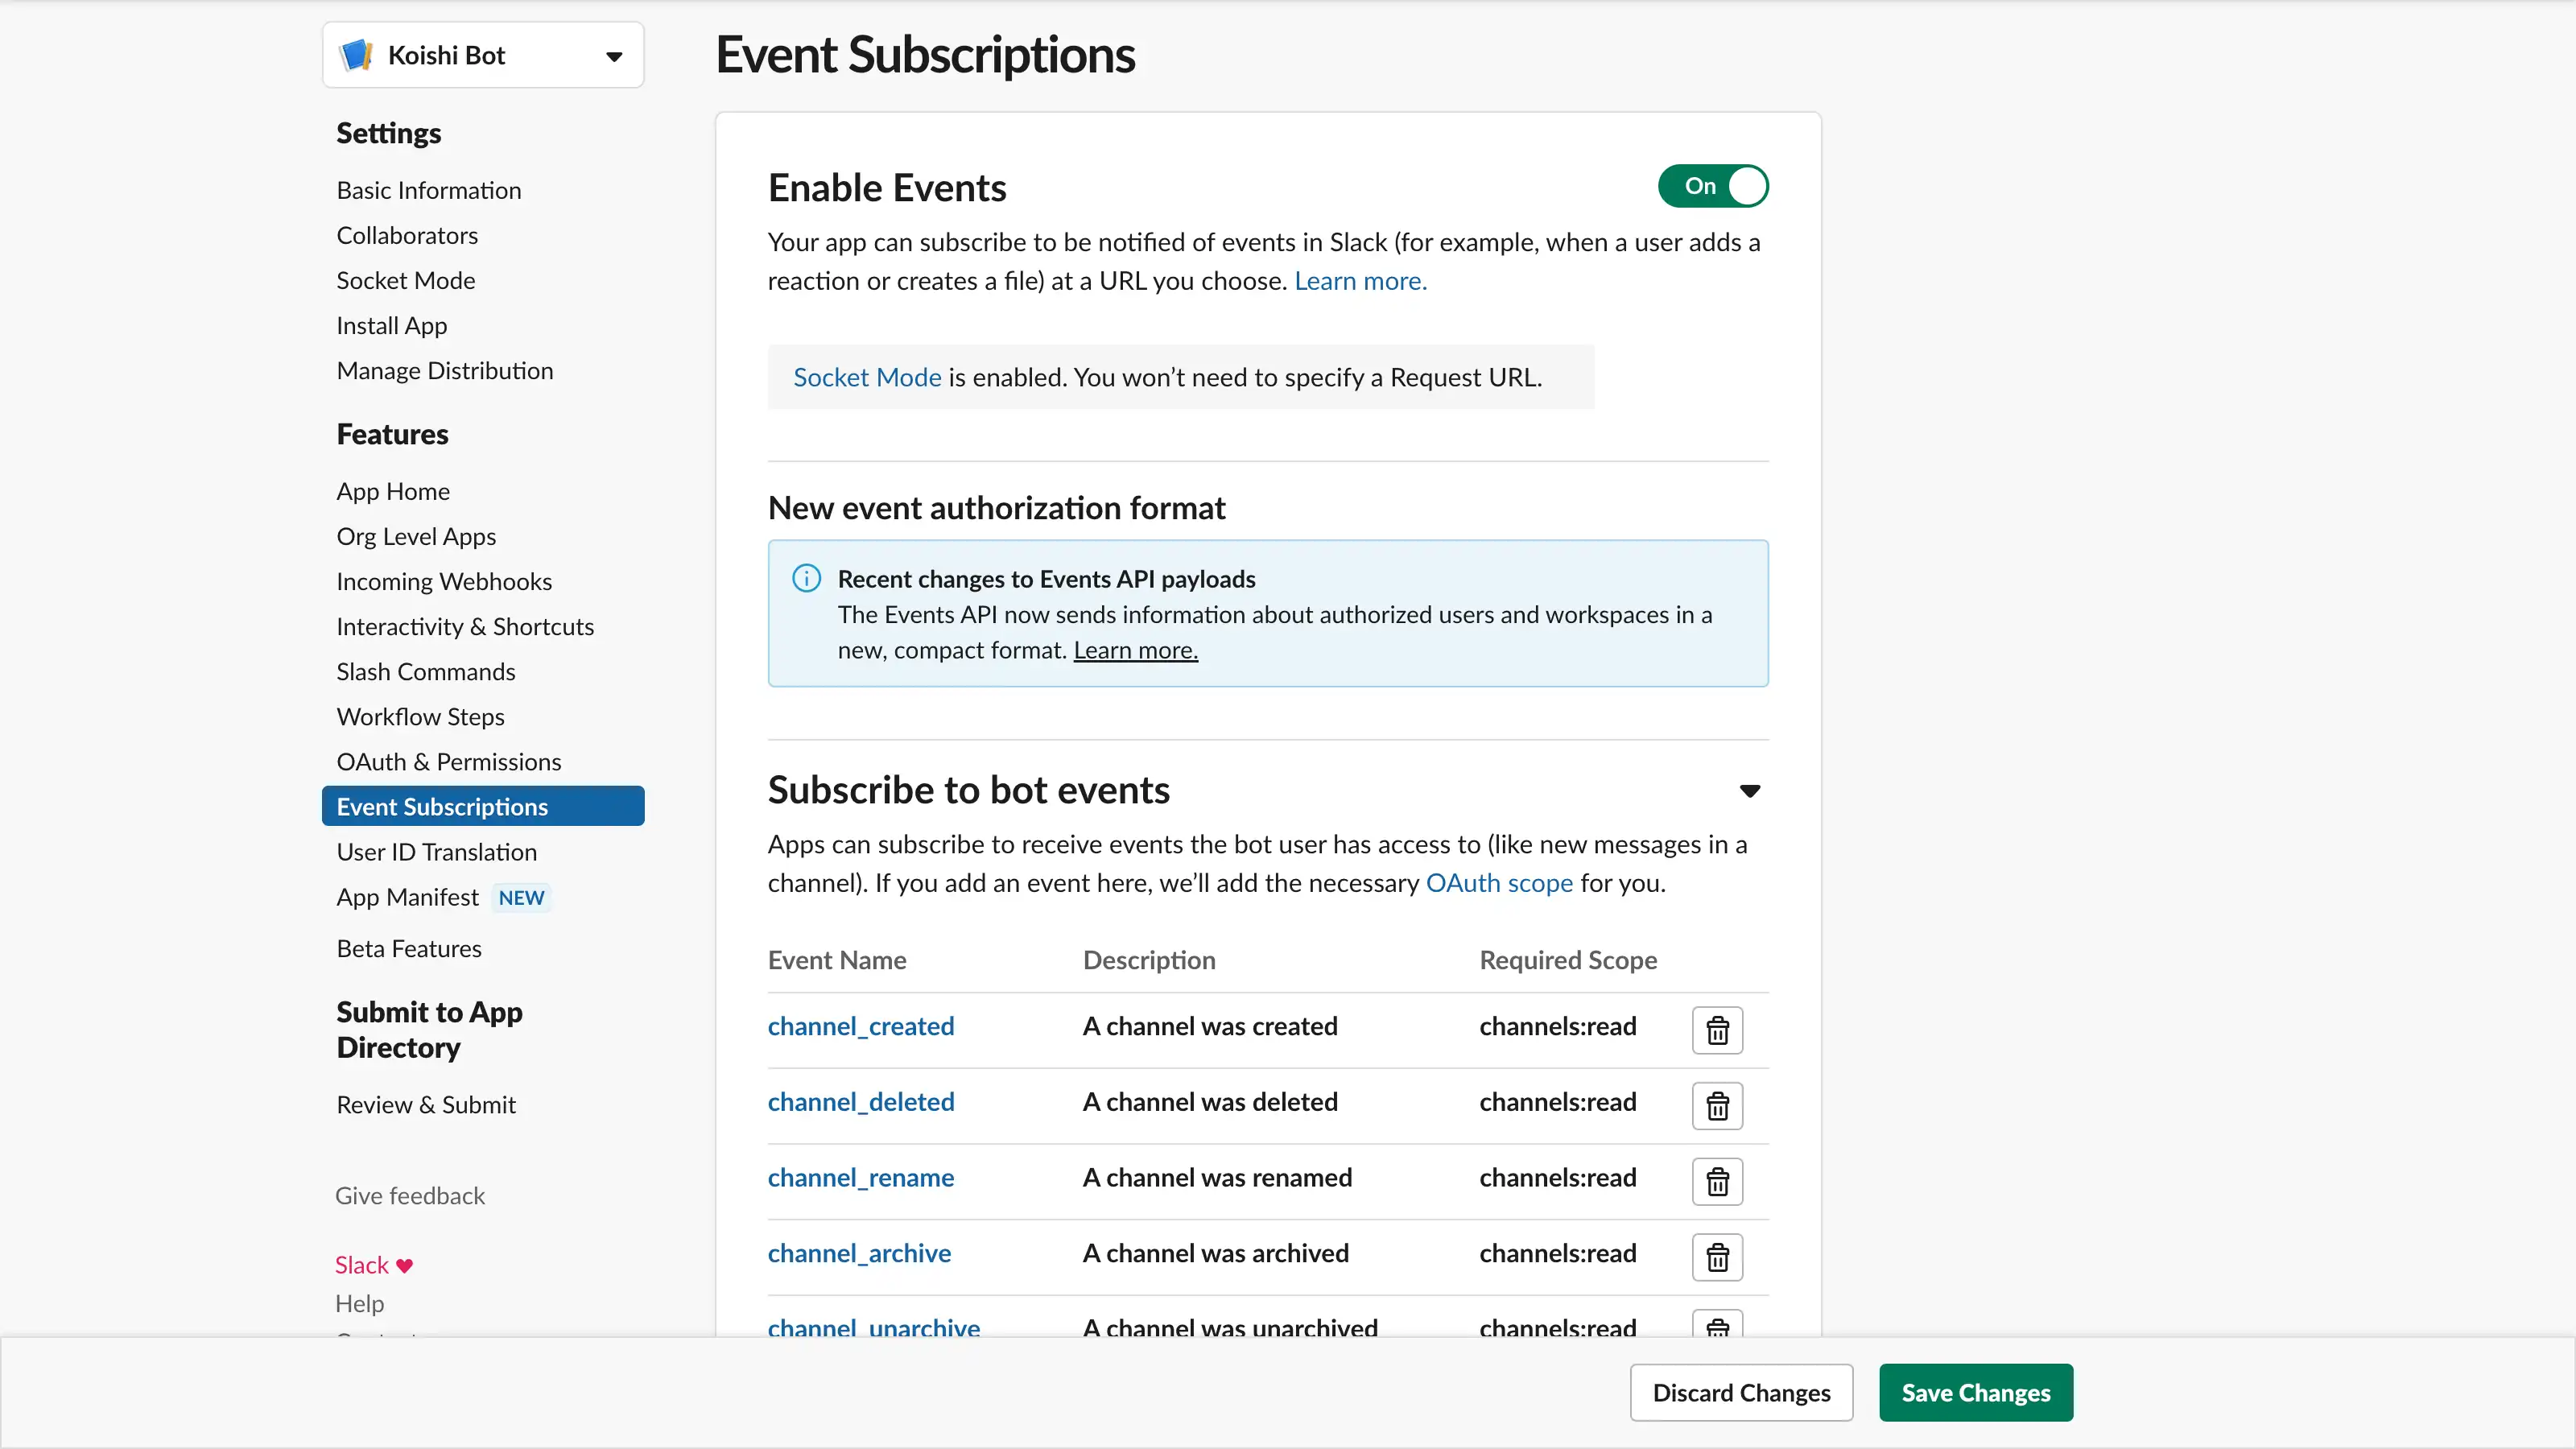 Koishi Bot
Settings
Basic Information
Collaborators
Socket Mode
Install App
Manage Distribution
Features
App Home
Org Level Apps
Incoming Webhooks
Interactivity & Shortcuts
Slash Commands
Workflow Steps
OAuth & Permissions
Event Subscriptions
User ID Translation
App Manifest NEW
Beta Features
Submit to App
Directory
Review & Submit
Give feedback
Slack ♥
Help
Event Subscriptions
Enable Events
On
Your app can subscribe to be notified of events in Slack (for example, when a user adds a
reaction or creates a file) at a URL you choose. Learn more.
Socket Mode is enabled. You won’t need to specify a Request URL.
New event authorization format
Recent changes to Events API payloads
The Events API now sends information about authorized users and workspaces in a
new, compact format. Learn more.
Subscribe to bot events
Apps can subscribe to receive events the bot user has access to (like new messages in a
channel). If you add an event here, we’ll add the necessary OAuth scope for you.
Event Name Description Required Scope
channel_created A channel was created channels:read
channel_deleted A channel was deleted channels:read
channel_rename A channel was renamed channels:read
channel_archive A channel was archived channels:read
channel_unarchive A channel was unarchived channels:read
Discard Changes Save Changes